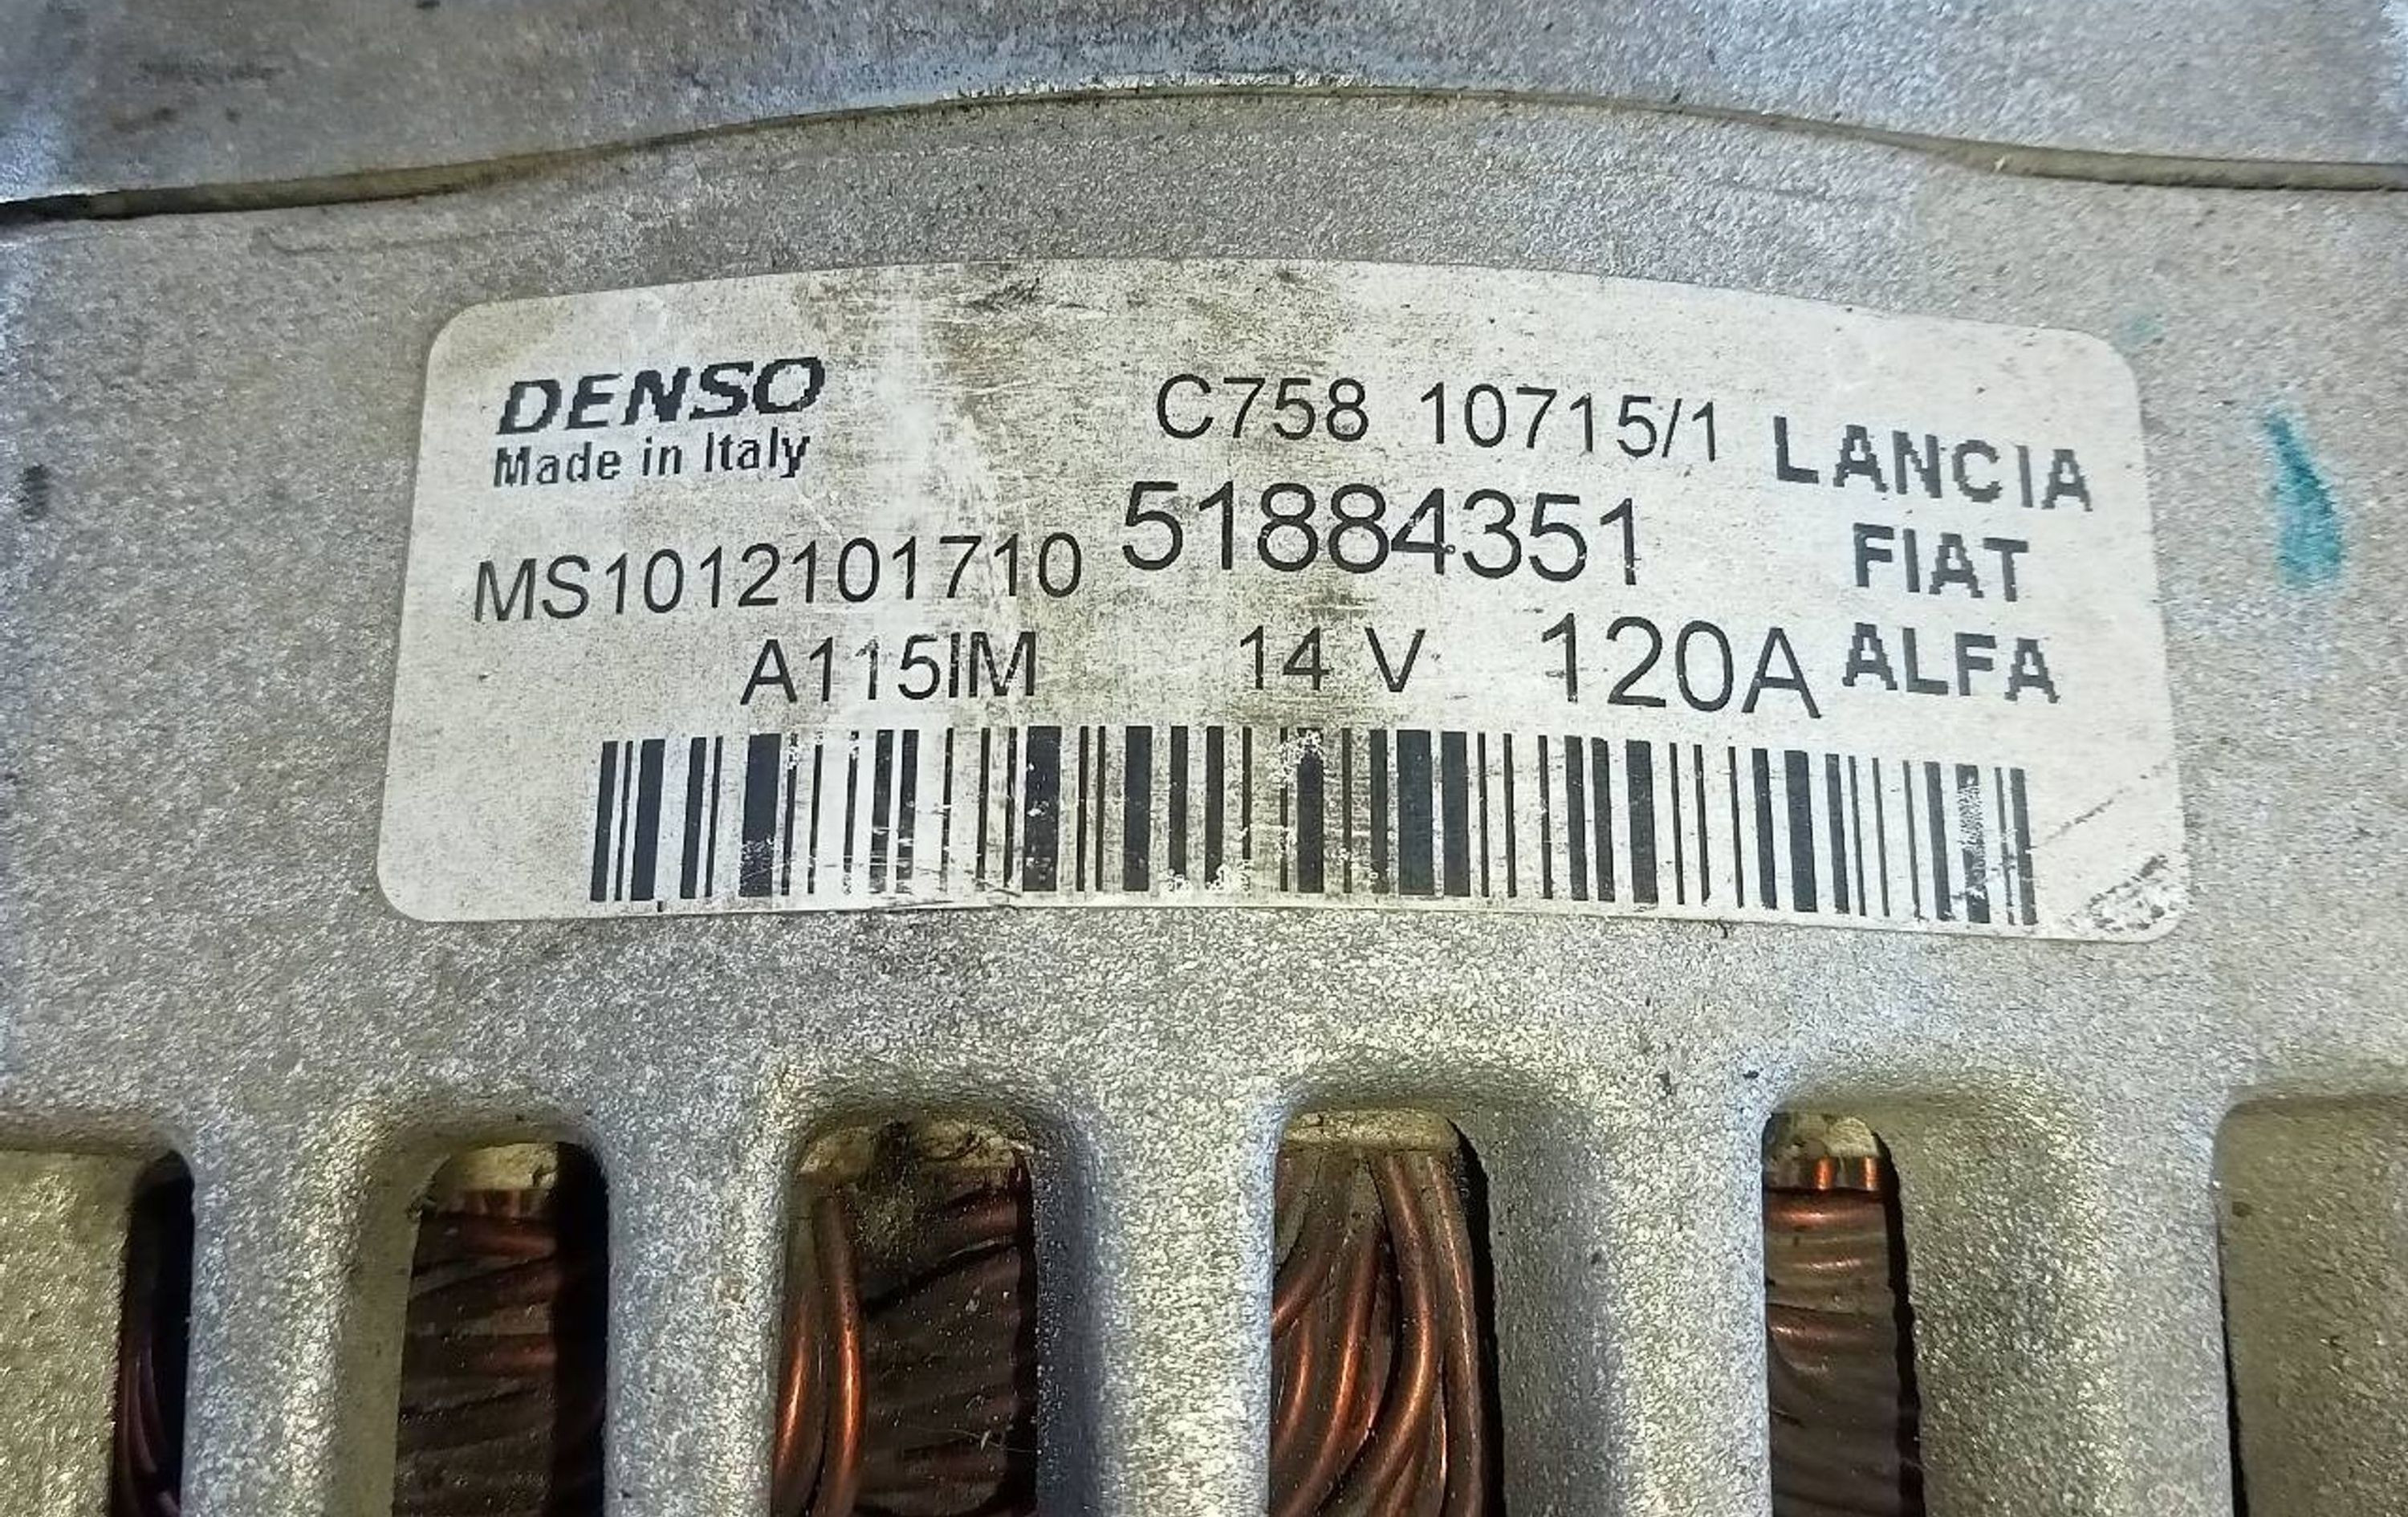 DENSO
Made in Italy
C758 10715/1
LANCIA
MS1012101710
51884351
FIAT
A115IM
14 V
120A
ALFA